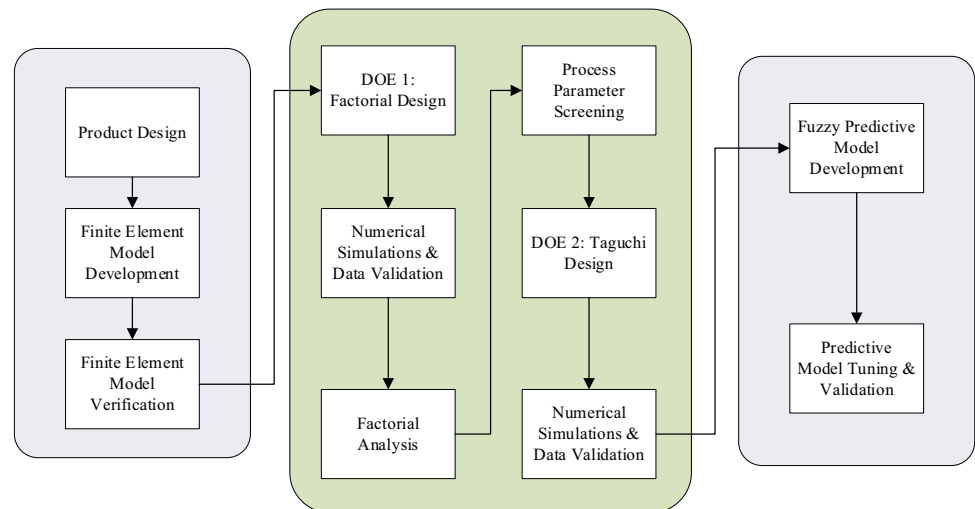 Product Design
Finite Element
Model
Development
Finite Element
Model
Verification
DOE 1:
Factorial Design
Numerical
Simulations &
Data Validation
Factorial
Analysis
Process
Parameter
Screening
DOE 2: Taguchi
Design
Numerical
Simulations &
Data Validation
Fuzzy Predictive
Model
Development
Predictive
Model Tuning &
Validation